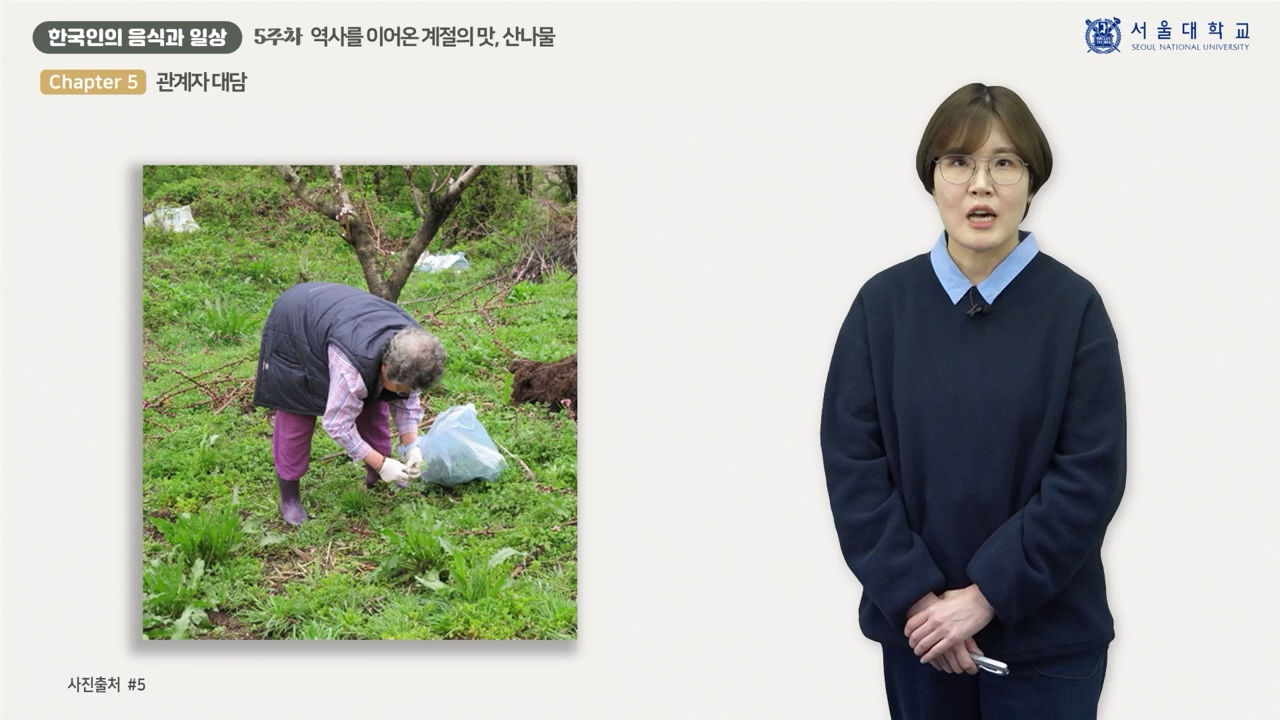 한국인의 음식과 일상 5주차 역사를 이어온 계절의 맛, 산나물
서울대학교
SEOUL NATIONAL UNIVERSITY
Chapter 5 관계자 대담
사진출처 #5